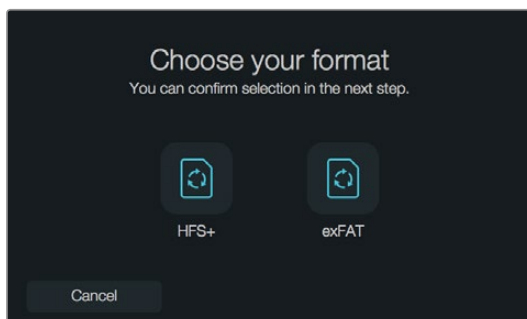 Choose your format
You can confirm selection in the next step.
HFS+
exFAT
Cancel